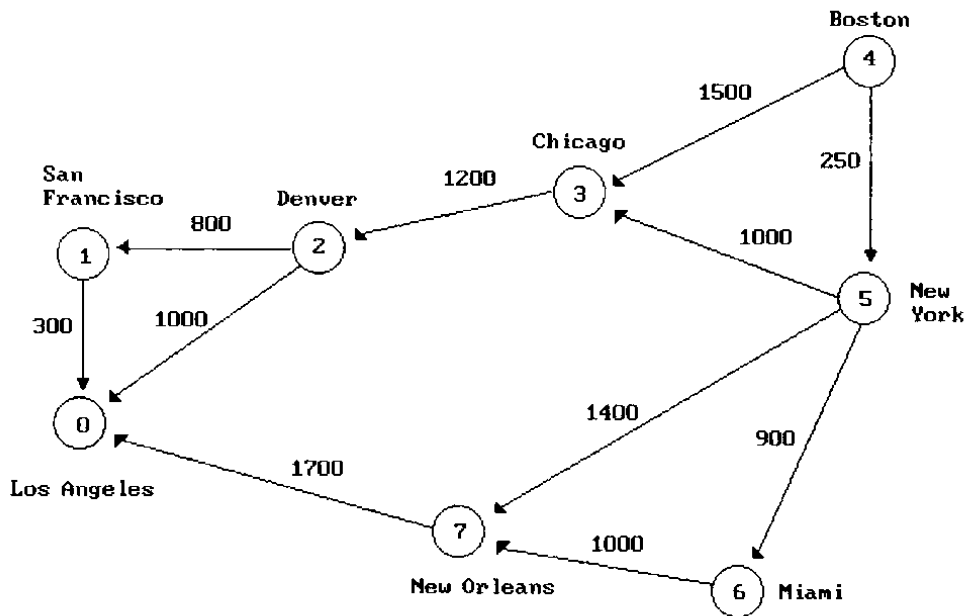 Boston
4
1500
Chicago
250
San
Francisco
Denver
1200
3
800
1
2
1000
5
New
York
300
1000
0
1400
900
Los Angeles
1700
7
1000
New Orleans
6
Miami